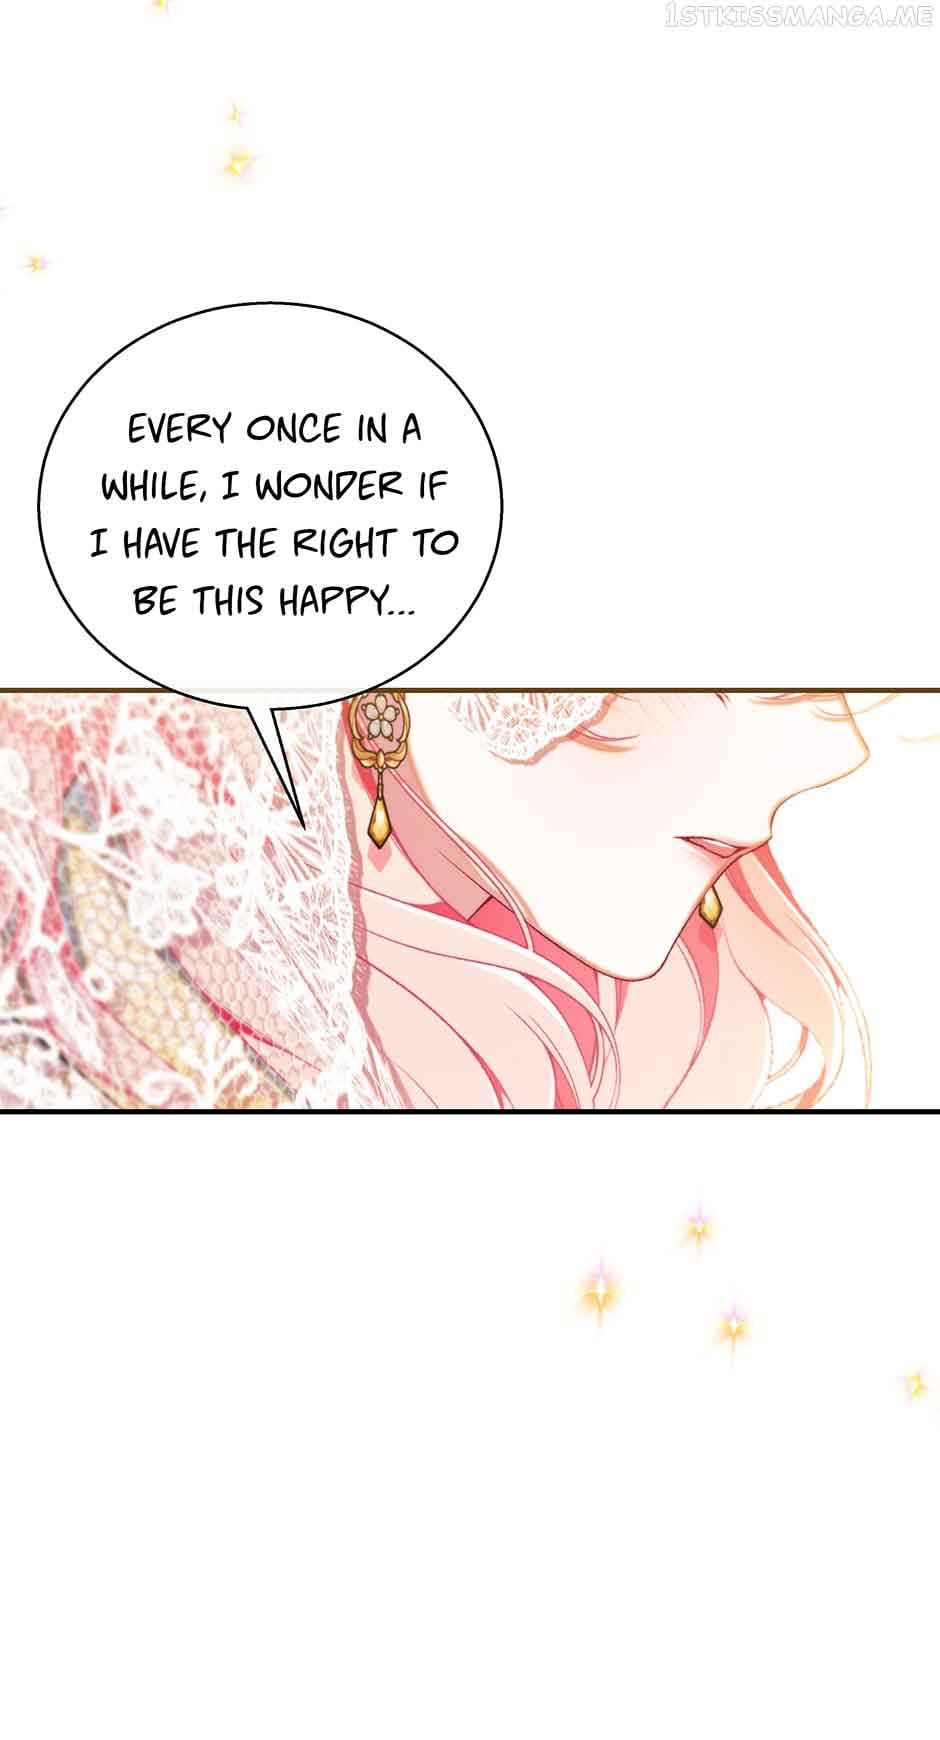 1STKISSMANGA.ME
EVERY ONCE IN A
WHILE, I WONDER IF
I HAVE THE RIGHT TO
BE THIS HAPPY...